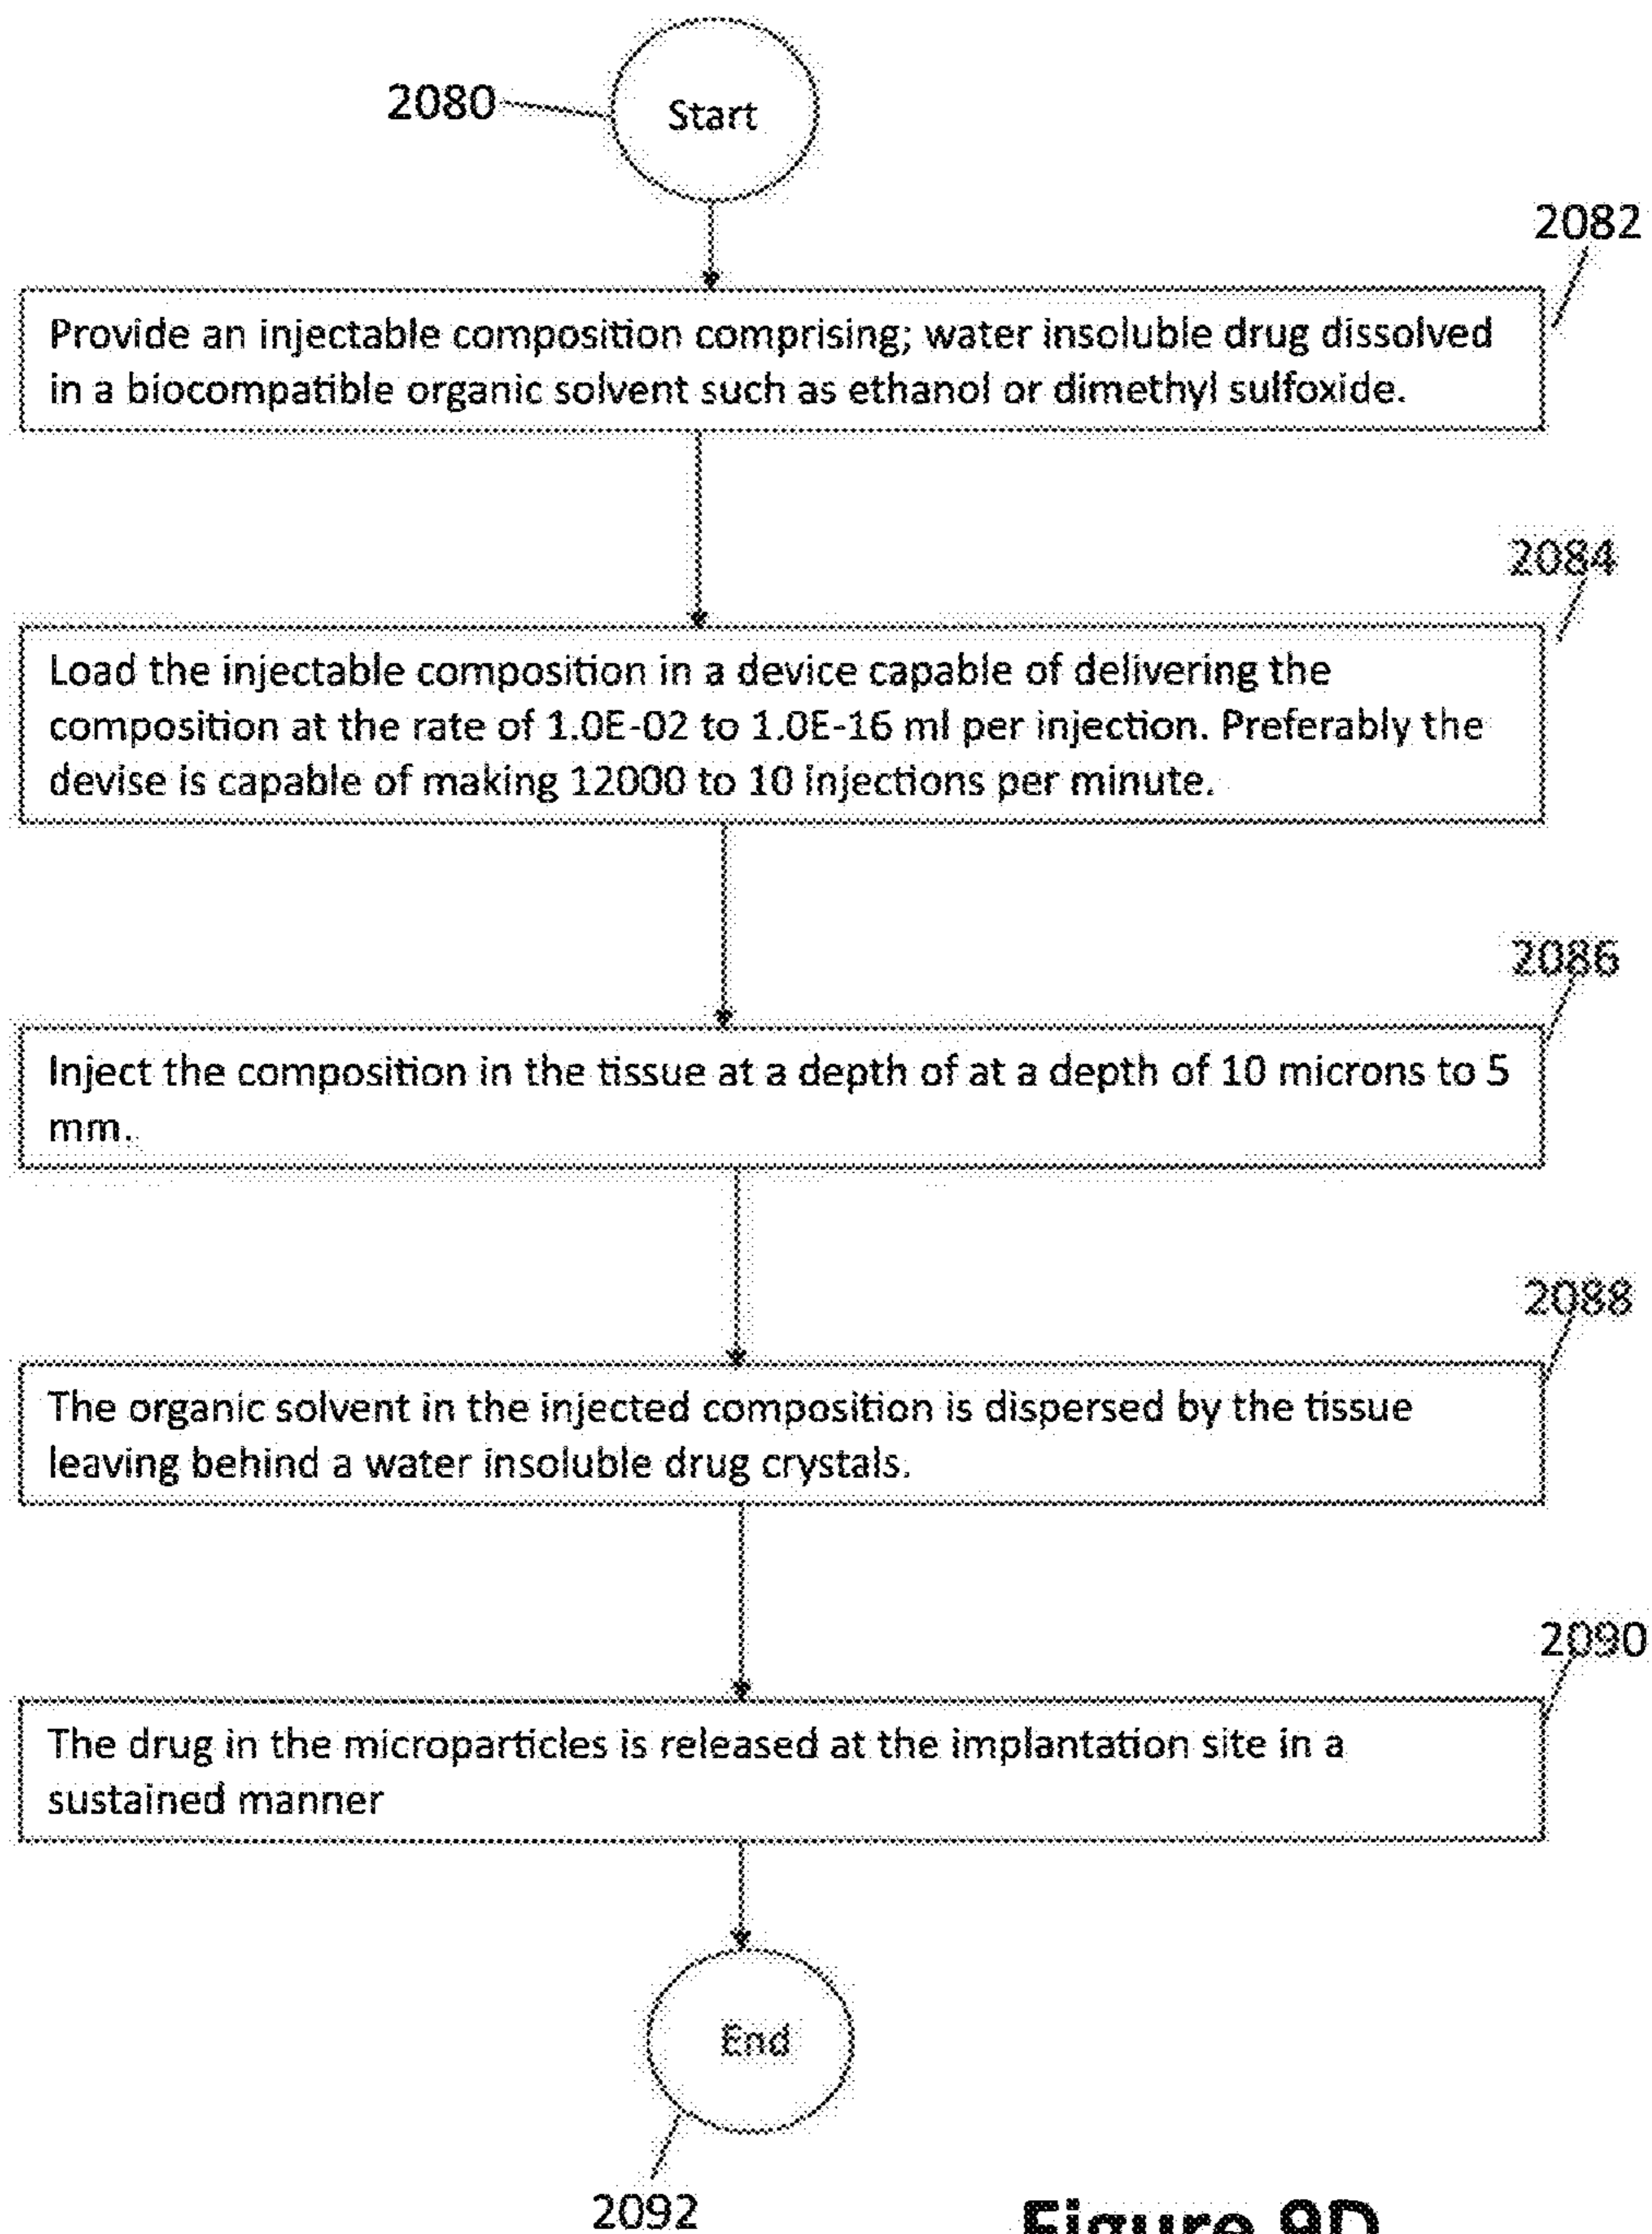 2080
Start
2082
Provide an injectable composition comprising; water insoluble drug dissolved
in a biocompatible organic solvent such as ethanol or dimethyl sulfoxide.
2084
Load the injectable composition in a device capable of delivering the
composition at the rate of 1.0E-02 to 1.0E-16 ml per injection. Preferably the
devise is capable of making 12000 to 10 injections per minute.
2086
Inject the composition in the tissue at a depth of at a depth of 10 microns to 5
mm.
2088
The organic solvent in the injected composition is dispersed by the tissue
leaving behind a water insoluble drug crystals.
2090
The drug in the microparticles is released at the implantation site in a
sustained manner
End
2092
Figure 9D